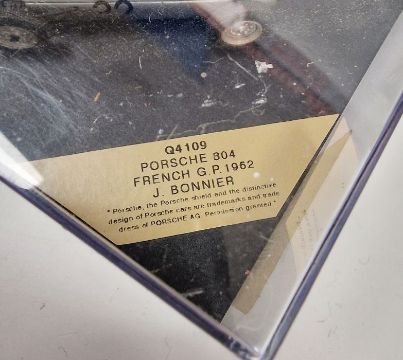 Q4109
PORSCHE 804
FRENCH G.P. 1962
J. BONNIER
" Porsche, the Porsche shield and the distinctive
design of Porsche cars are trademarks and trade
dress of PORSCHE AG. Permission granted."